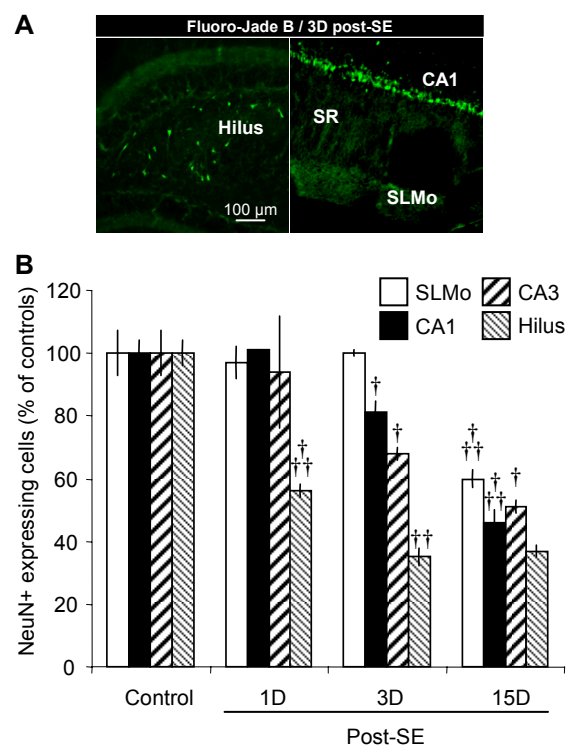 A
Fluoro-Jade B / 3D post-SE
Hilus
100 µm
CA1
SR
SLMo
B
NeuN+ expressing cells (% of controls)
120
100
80
60
40
20
0
SLMo
CA3
CA1
Hilus
†
††
†
†
††
†
††
†
††
†
Control
1D
3D
15D
Post-SE